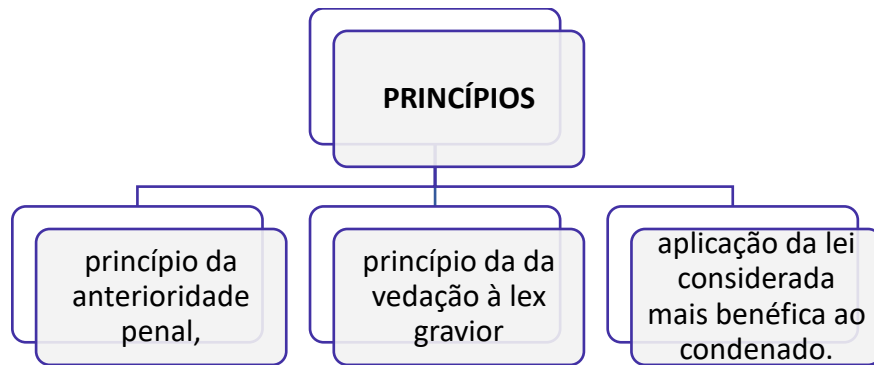 PRINCÍPIOS
princípio da
anterioridade
penal,
princípio da da
vedação à lex
gravior
aplicação da lei
considerada
mais benéfica ao
condenado.